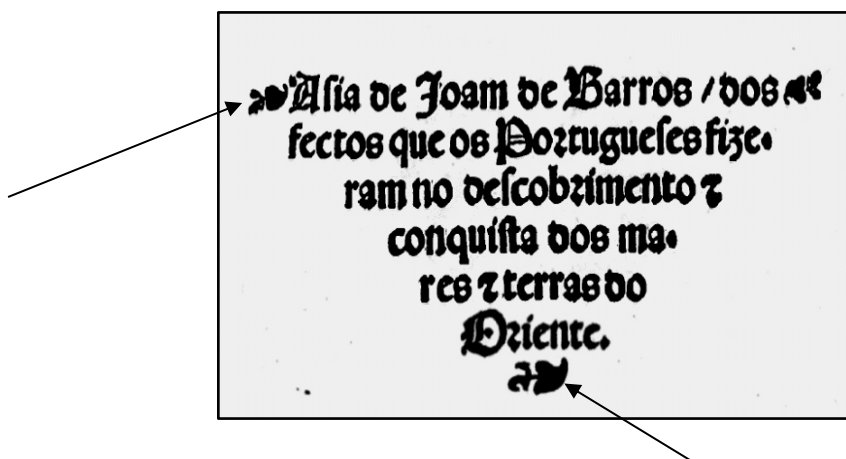 Aſia de Joam de Barros / dos
fectos que os Portugueſes fize•
ram no deſcobrimento ⁊
conquiſta dos ma•
res ⁊ terras do
Oriente.